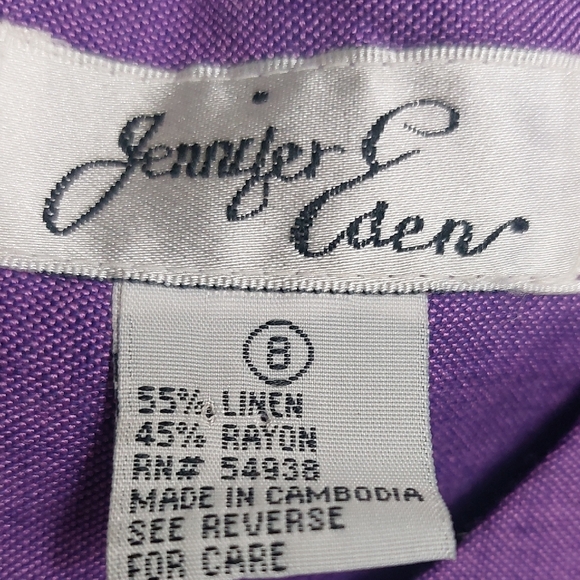 Jennifer Eden
8
55% LINEN
45% RAYON
RN# 54938
MADE IN CAMBODIA
SEE REVERSE
FOR CARE